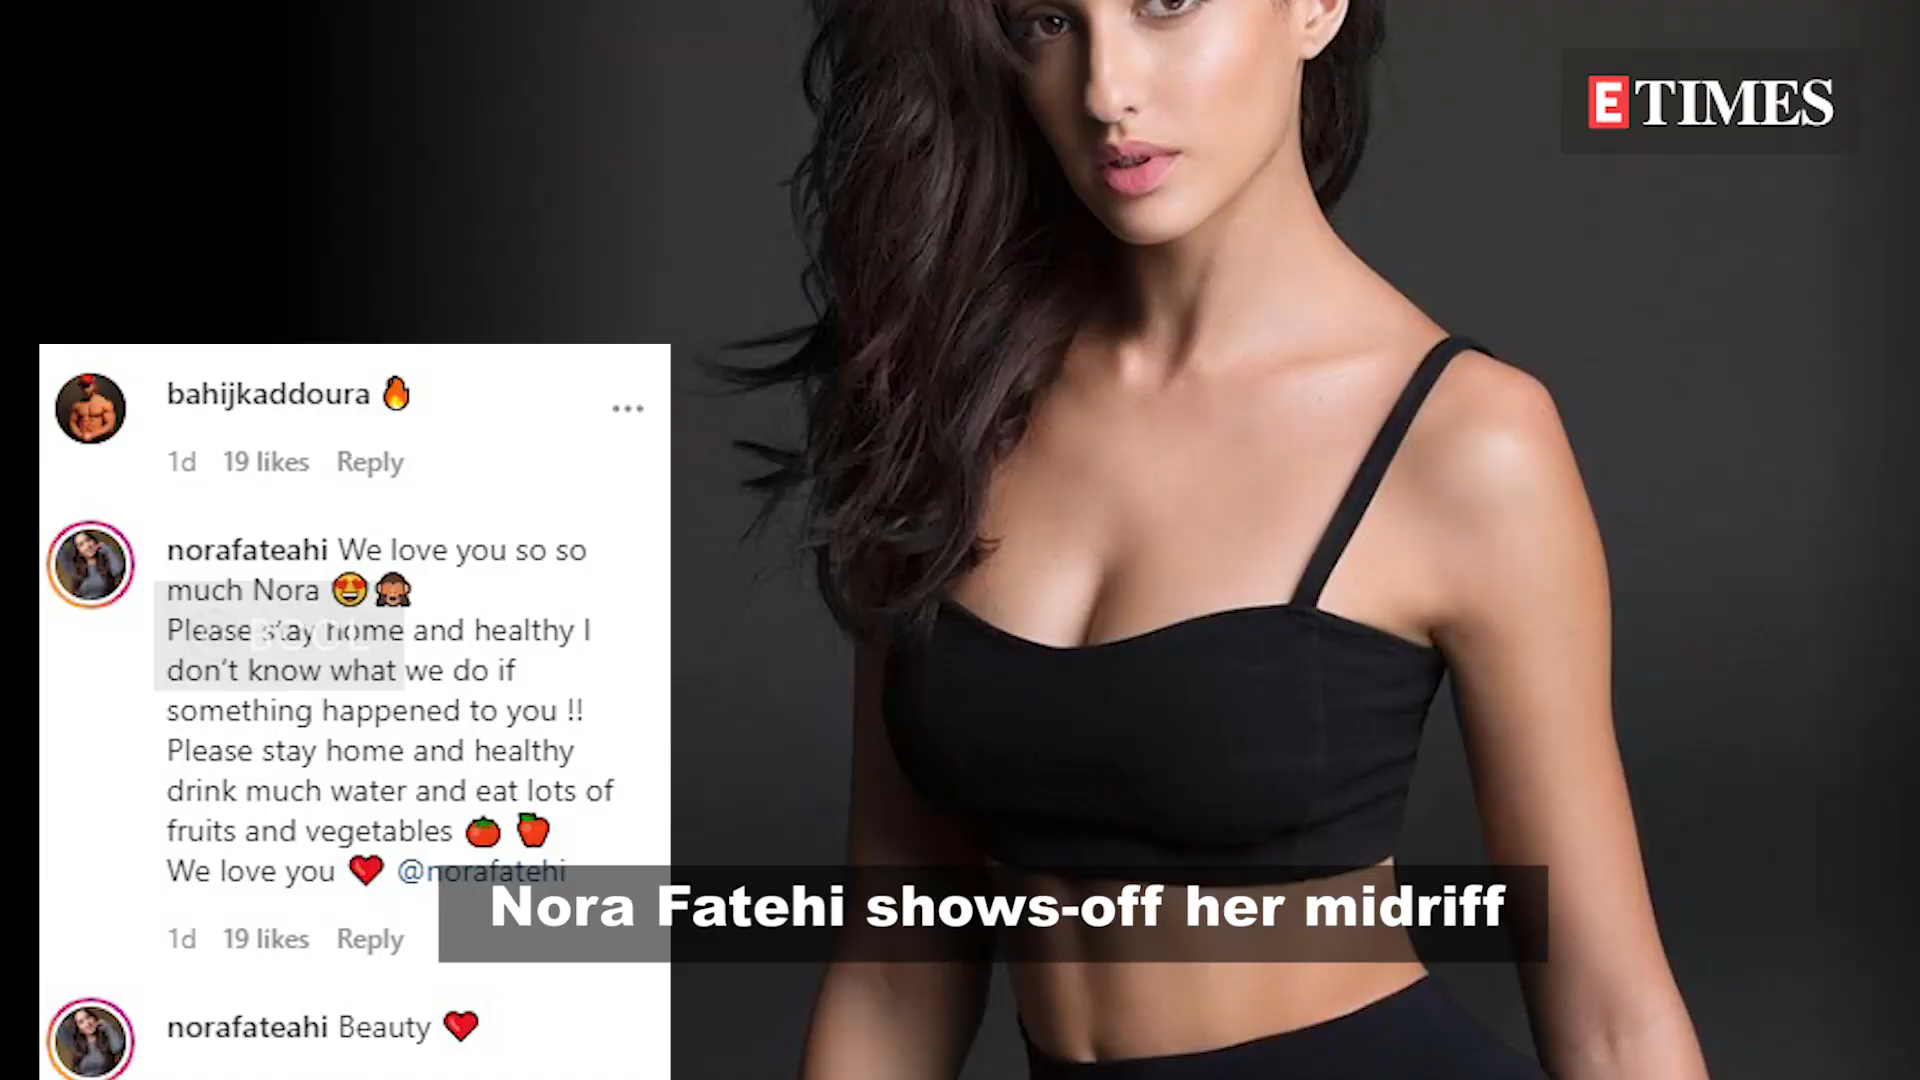 E TIMES
bahijkaddoura 🔥
1d 19 likes Reply
norafateahi We love you so so
much Nora 😍🙈
Please stay home and healthy I
don't know what we do if
something happened to you !!
Please stay home and healthy
drink much water and eat lots of
fruits and vegetables 🍅 🍎
We love you ❤️ @norafatehi
1d 19 likes Reply
norafateahi Beauty ❤️
Nora Fatehi shows-off her midriff